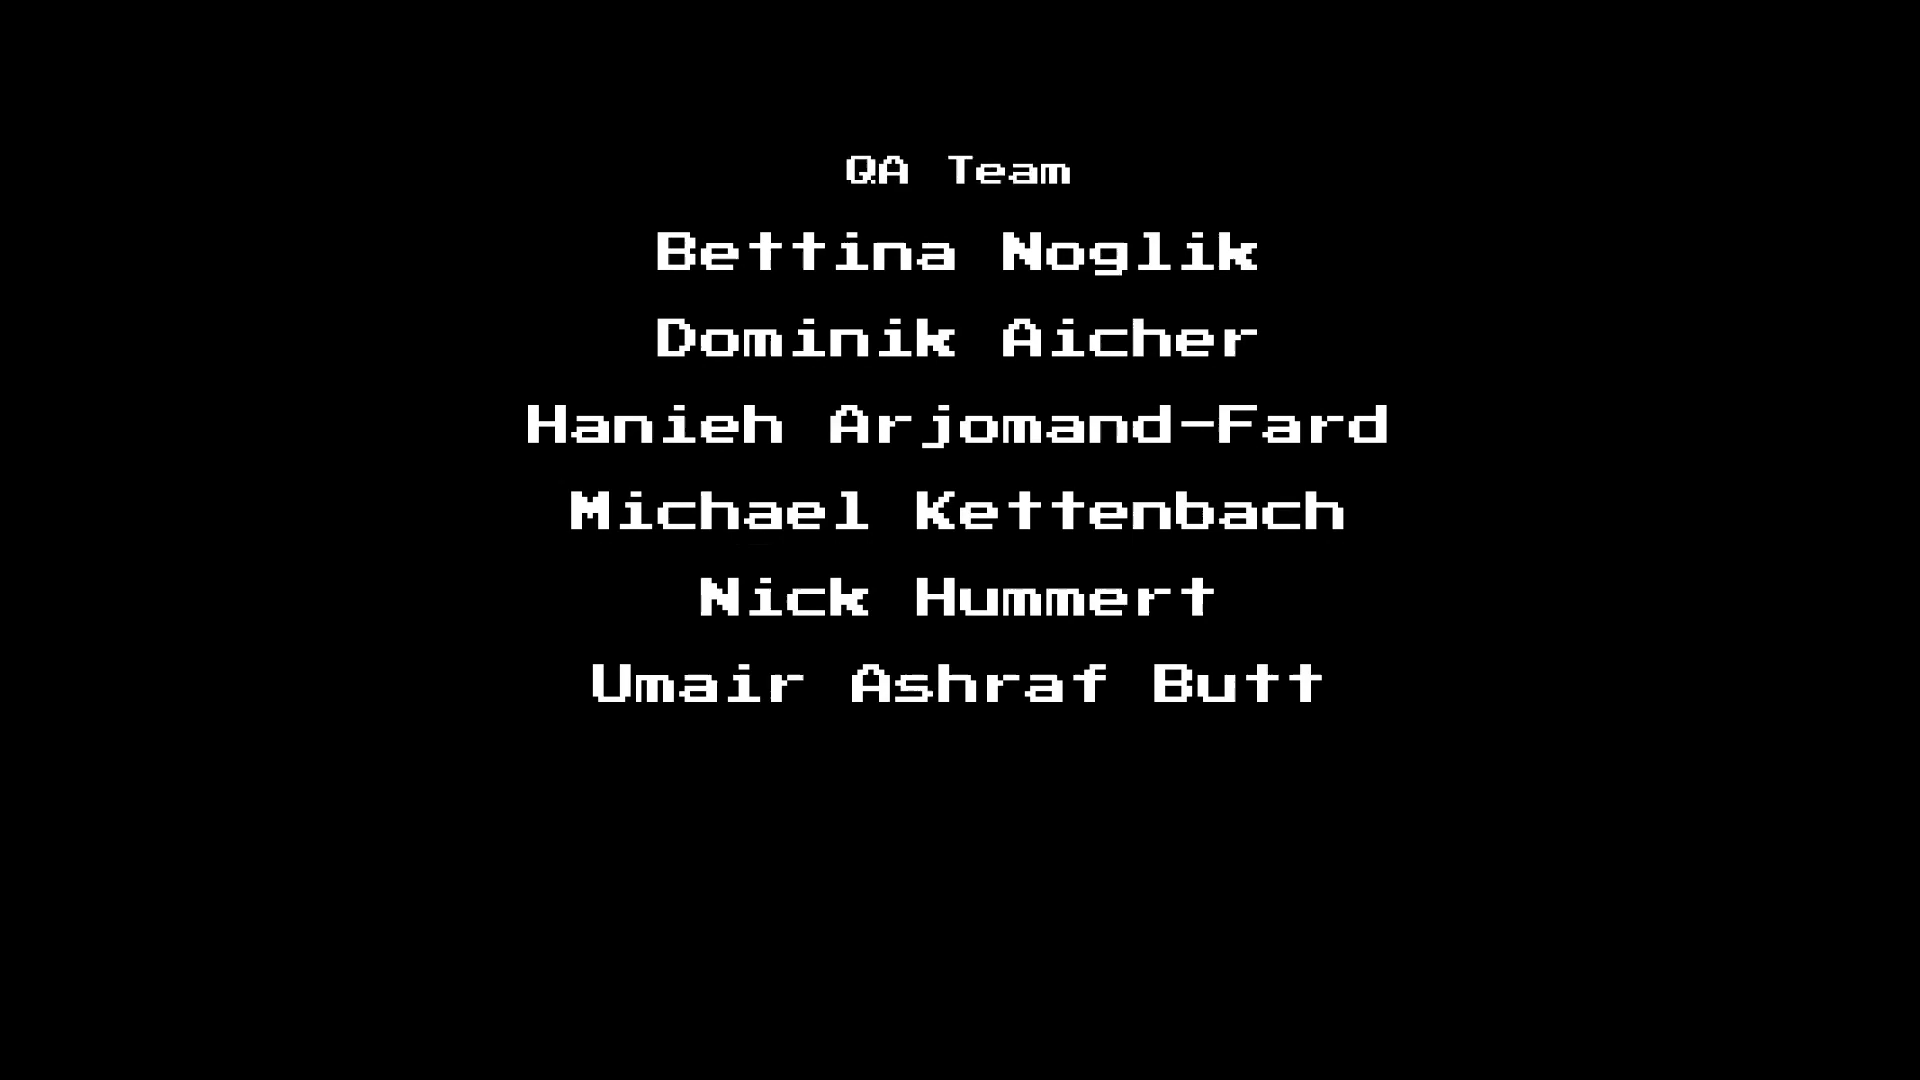 QA Team
Bettina Noglik
Dominik Aicher
Hanieh Arjomand-Fard
Michael Kettenbach
Nick Hummert
Umair Ashraf Butt